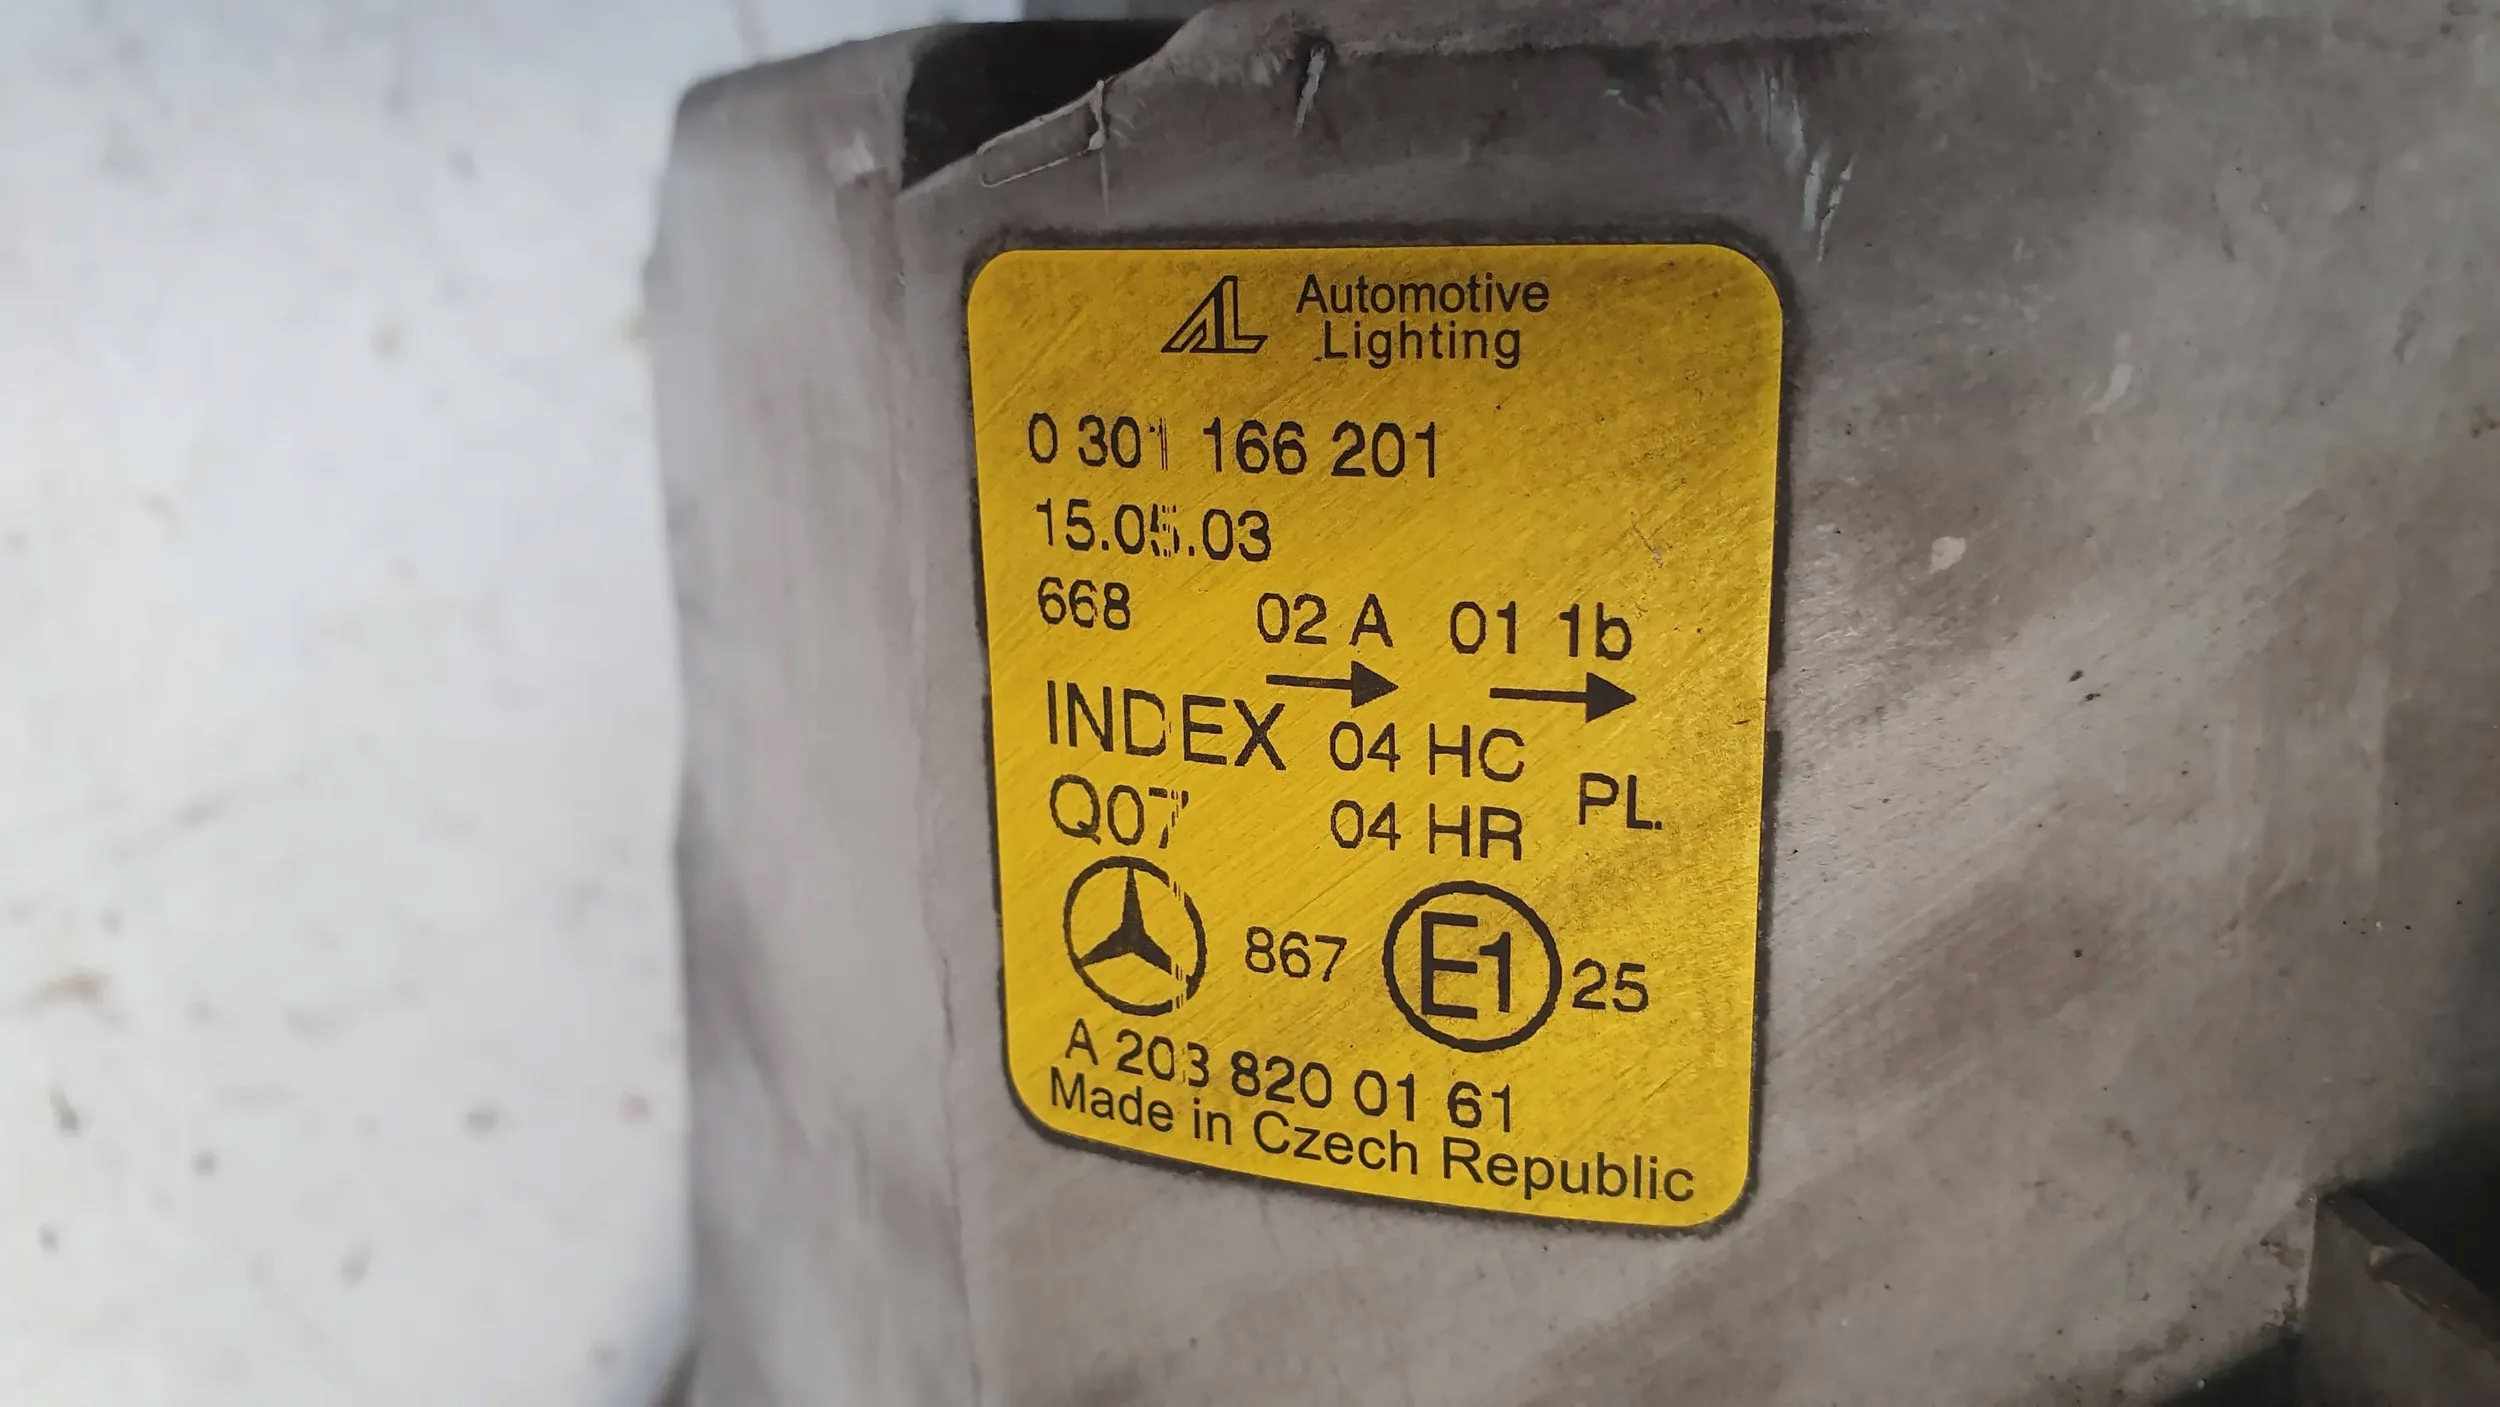 AL Automotive
Lighting
0 301 166 201
15.05.03
668 02 A 01 1b
INDEX 04 HC PL.
Q07 04 HR
867 E1 25
A 203 820 01 61
Made in Czech Republic